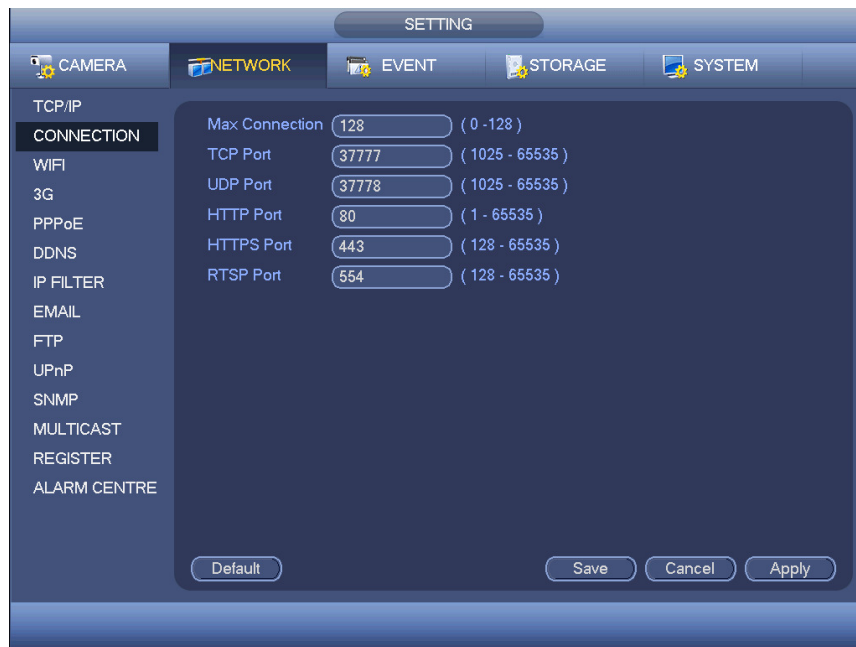 SETTING
CAMERA NETWORK EVENT STORAGE SYSTEM
TCP/IP
CONNECTION
WIFI
3G
PPPoE
DDNS
IP FILTER
EMAIL
FTP
UPnP
SNMP
MULTICAST
REGISTER
ALARM CENTRE
Max Connection 128 ( 0 -128 )
TCP Port 37777 ( 1025 - 65535 )
UDP Port 37778 ( 1025 - 65535 )
HTTP Port 80 ( 1 - 65535 )
HTTPS Port 443 ( 128 - 65535 )
RTSP Port 554 ( 128 - 65535 )
Default Save Cancel Apply